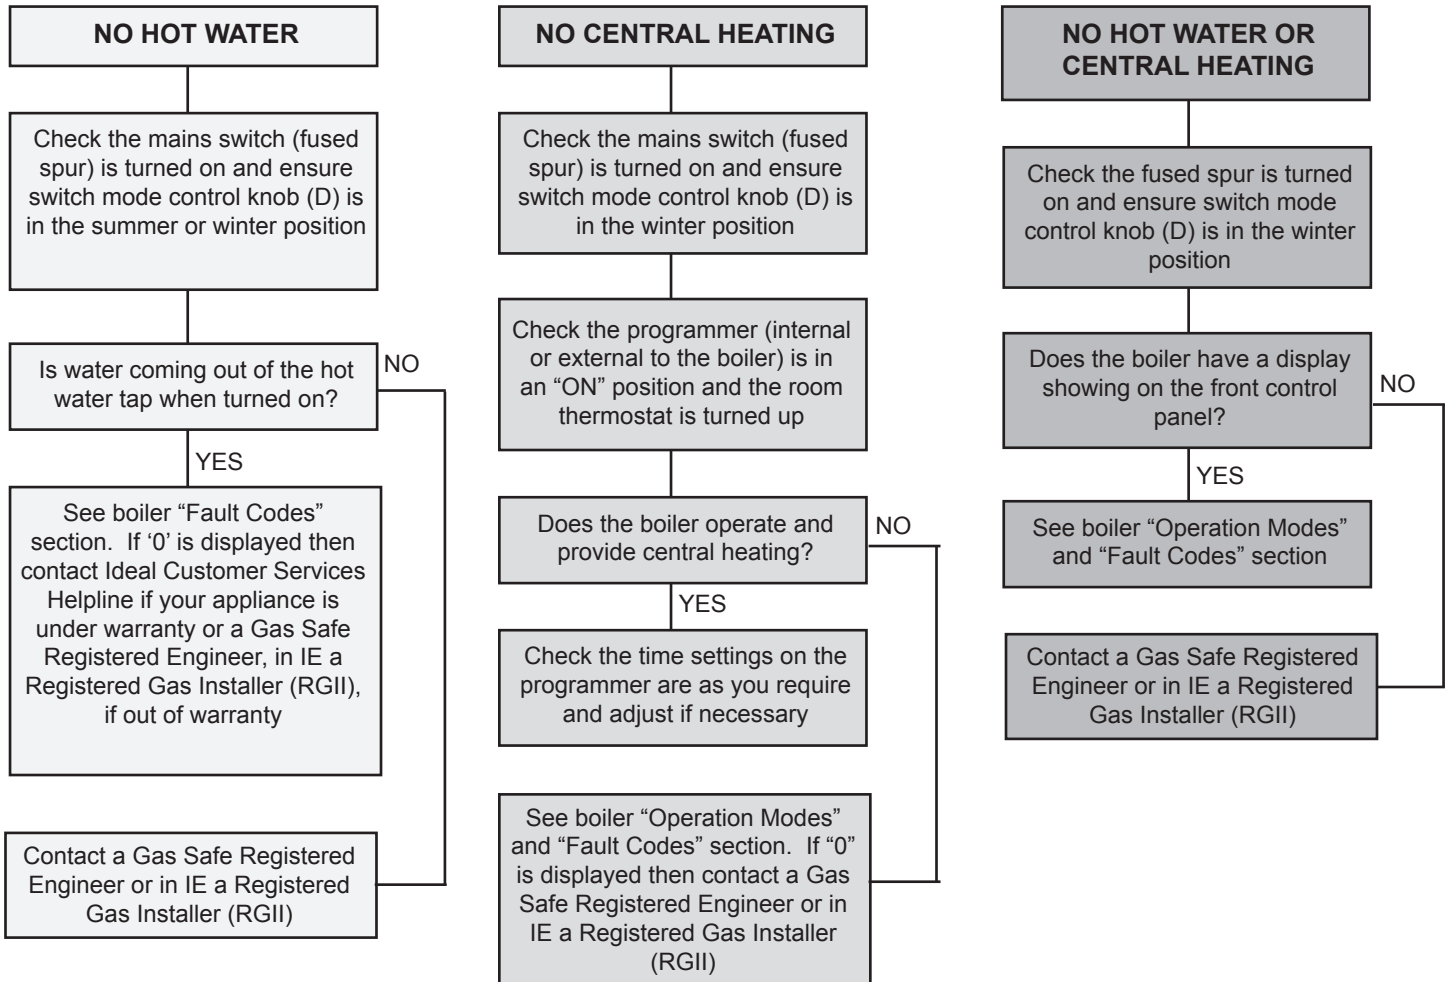 NO HOT WATER
Check the mains switch (fused
spur) is turned on and ensure
switch mode control knob (D) is
in the summer or winter position
Is water coming out of the hot
water tap when turned on?
NO
YES
See boiler “Fault Codes”
section.  If ‘0’ is displayed then
contact Ideal Customer Services
Helpline if your appliance is
under warranty or a Gas Safe
Registered Engineer, in IE a
Registered Gas Installer (RGII),
if out of warranty
Contact a Gas Safe Registered
Engineer or in IE a Registered
Gas Installer (RGII)
NO CENTRAL HEATING
Check the mains switch (fused
spur) is turned on and ensure
switch mode control knob (D) is
in the winter position
Check the programmer (internal
or external to the boiler) is in
an “ON” position and the room
thermostat is turned up
Does the boiler operate and
provide central heating?
NO
YES
Check the time settings on the
programmer are as you require
and adjust if necessary
See boiler “Operation Modes”
and “Fault Codes” section.  If “0”
is displayed then contact a Gas
Safe Registered Engineer or in
IE a Registered Gas Installer
(RGII)
NO HOT WATER OR
CENTRAL HEATING
Check the fused spur is turned
on and ensure switch mode
control knob (D) is in the winter
position
Does the boiler have a display
showing on the front control
panel?
NO
YES
See boiler “Operation Modes”
and “Fault Codes” section
Contact a Gas Safe Registered
Engineer or in IE a Registered
Gas Installer (RGII)